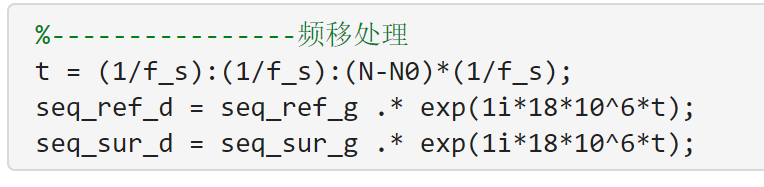 %----------------频移处理
t = (1/f_s):(1/f_s):(N-N0)*(1/f_s);
seq_ref_d = seq_ref_g .* exp(1i*18*10^6*t);
seq_sur_d = seq_sur_g .* exp(1i*18*10^6*t);